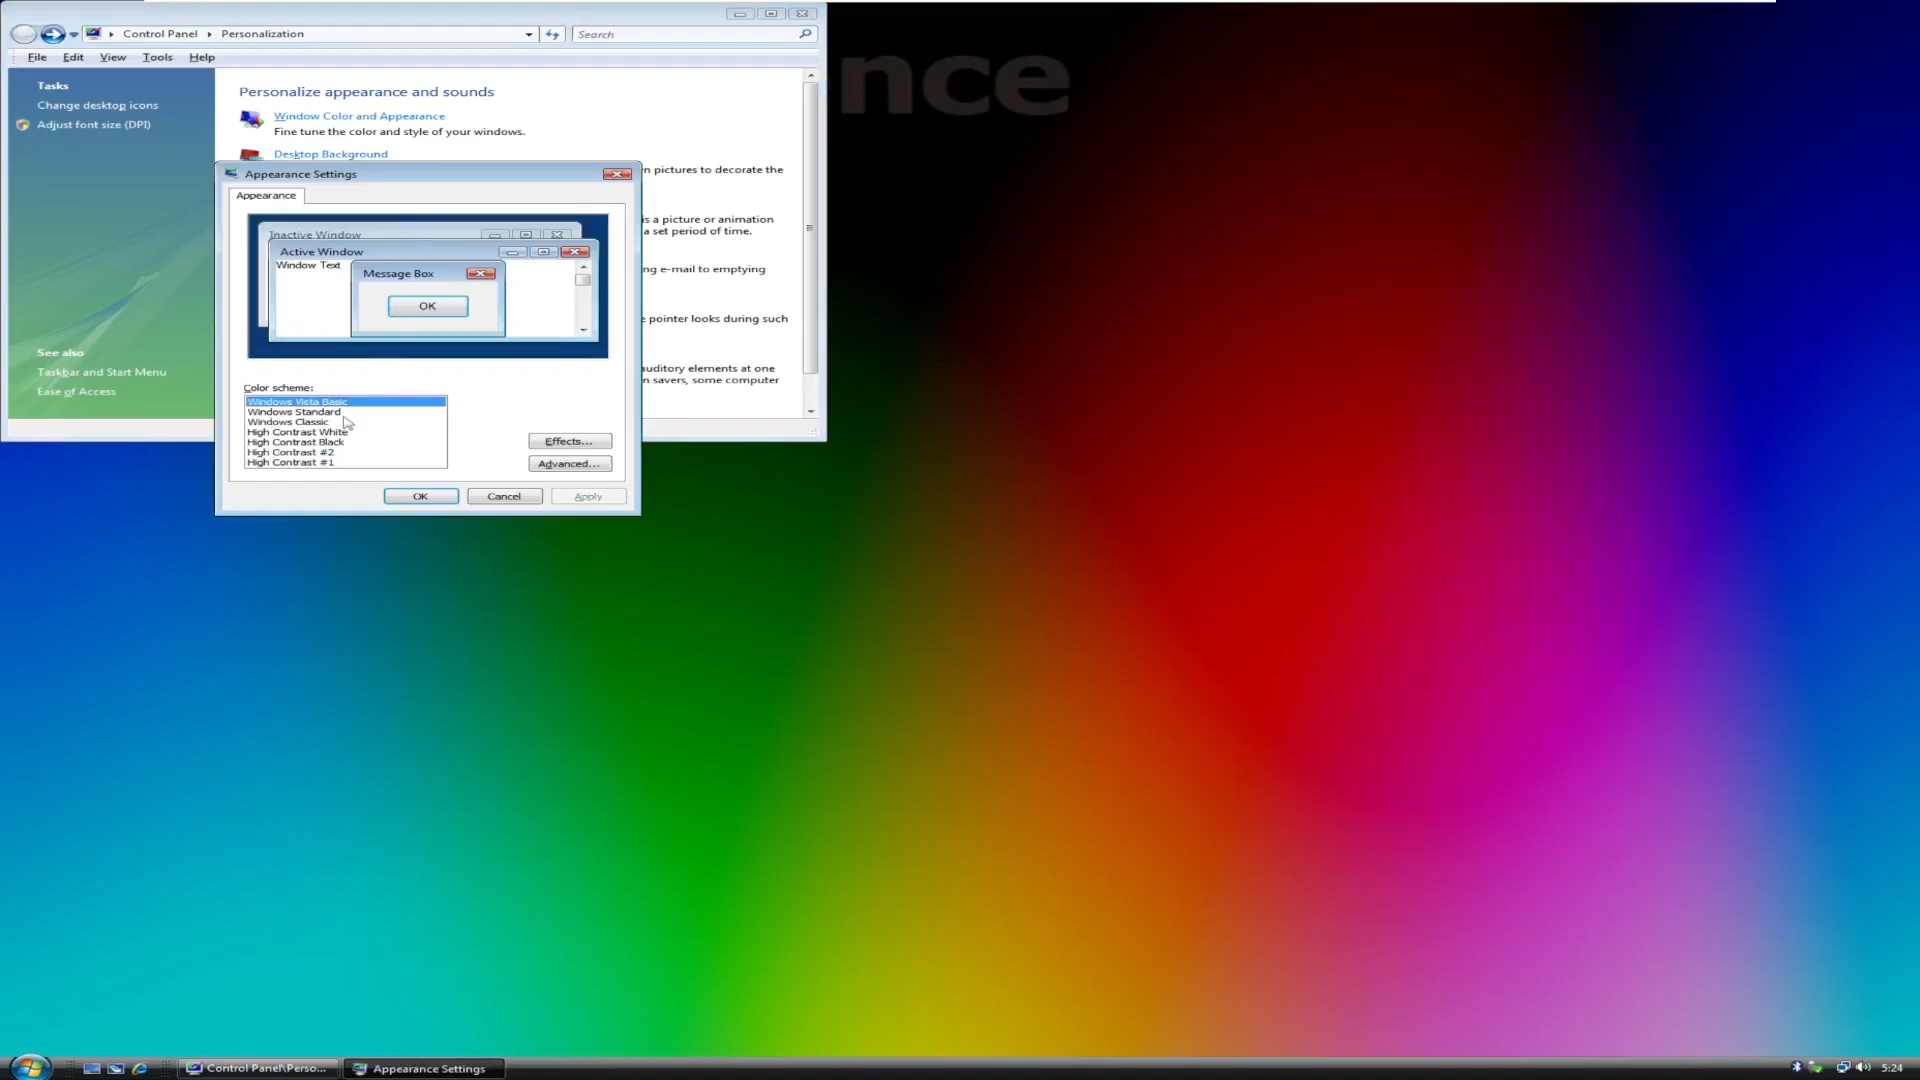 Control Panel Personalization Search
File Edit View Tools Help
Tasks
Change desktop icons
Adjust font size (DPI)
See also
Taskbar and Start Menu
Ease of Access
Personalize appearance and sounds
Window Color and Appearance
Fine tune the color and style of your windows.
Desktop Background
n pictures to decorate the
is a picture or animation
a set period of time.
ng e-mail to emptying
pointer looks during such
auditory elements at one
n savers, some computer
nce
Appearance Settings
Appearance
Inactive Window
Active Window
Window Text
Message Box
OK
Color scheme:
Windows Vista Basic
Windows Standard
Windows Classic
High Contrast White
High Contrast Black
High Contrast #2
High Contrast #1
Effects...
Advanced...
OK Cancel Apply
Control Panel\Perso... Appearance Settings 5:24